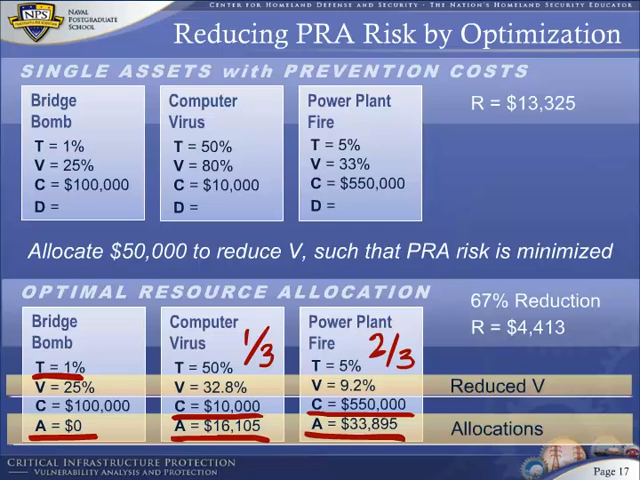 CENTER FOR HOMELAND DEFENSE AND SECURITY • THE NATION'S HOMELAND SECURITY EDUCATOR
NPS
NAVAL
POSTGRADUATE
SCHOOL
Reducing PRA Risk by Optimization
SINGLE ASSETS with PREVENTION COSTS
Bridge
Bomb
T = 1%
V = 25%
C = $100,000
D =
Computer
Virus
T = 50%
V = 80%
C = $10,000
D =
Power Plant
Fire
T = 5%
V = 33%
C = $550,000
D =
R = $13,325
Allocate $50,000 to reduce V, such that PRA risk is minimized
OPTIMAL RESOURCE ALLOCATION
Bridge
Bomb
T = 1%
V = 25%
C = $100,000
A = $0
Computer
Virus
1/3
T = 50%
V = 32.8%
C = $10,000
A = $16,105
Power Plant
Fire
2/3
T = 5%
V = 9.2%
C = $550,000
A = $33,895
67% Reduction
R = $4,413
Reduced V
Allocations
CRITICAL INFRASTRUCTURE PROTECTION
VULNERABILITY ANALYSIS AND PROTECTION
Page 17